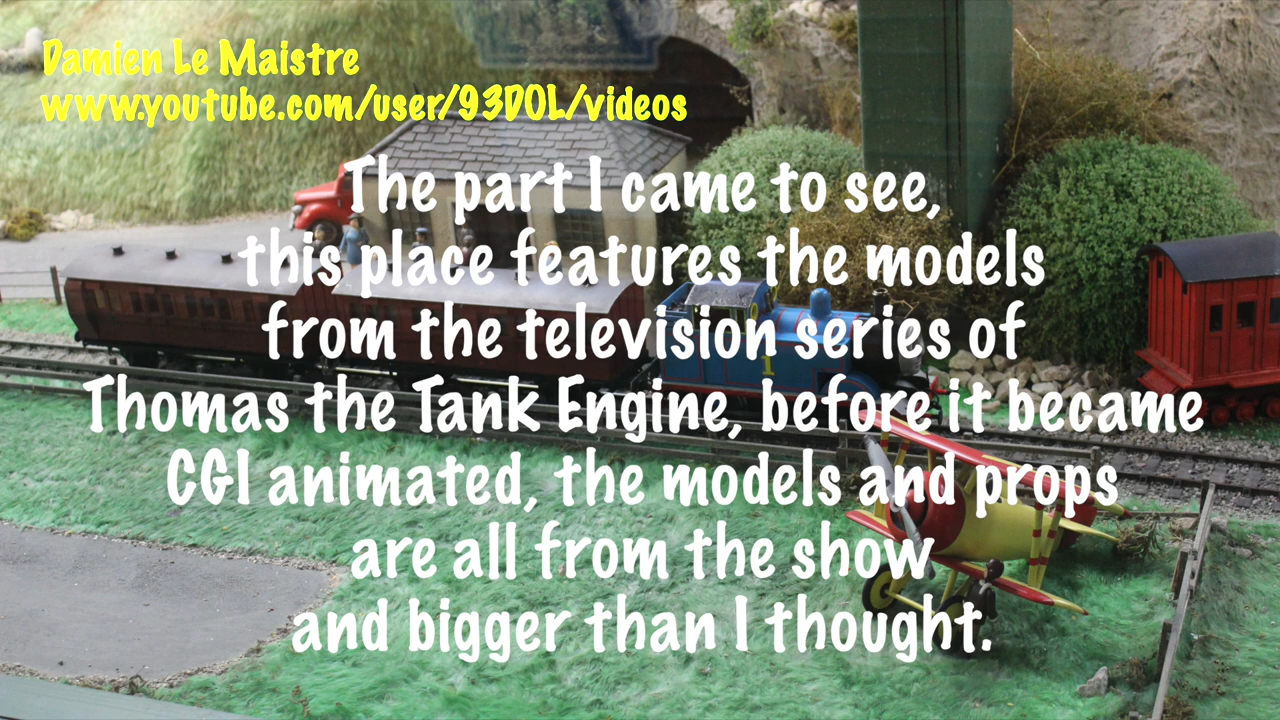 Damien Le Maistre
www.youtube.com/user/93DOL/videos
The part I came to see,
this place features the models
from the television series of
Thomas the Tank Engine, before it became
CGI animated, the models and props
are all from the show
and bigger than I thought.
1